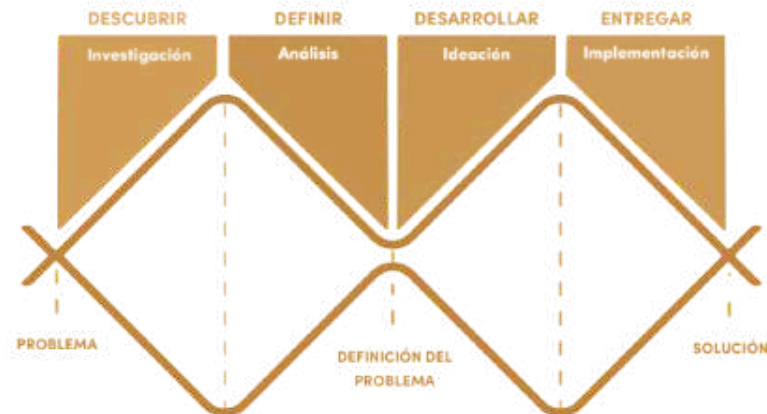 DESCUBRIR
DEFINIR
DESARROLLAR
ENTREGAR
Investigación
Análisis
Ideación
Implementación
PROBLEMA
DEFINICIÓN DEL
PROBLEMA
SOLUCIÓN